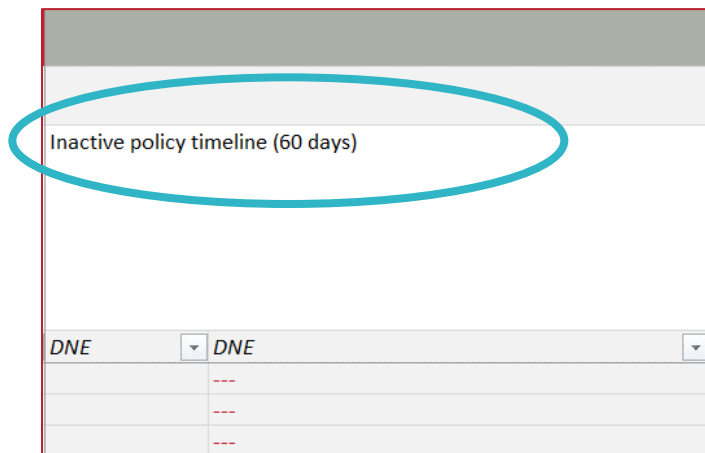 Inactive policy timeline (60 days)
DNE DNE
---
---
---